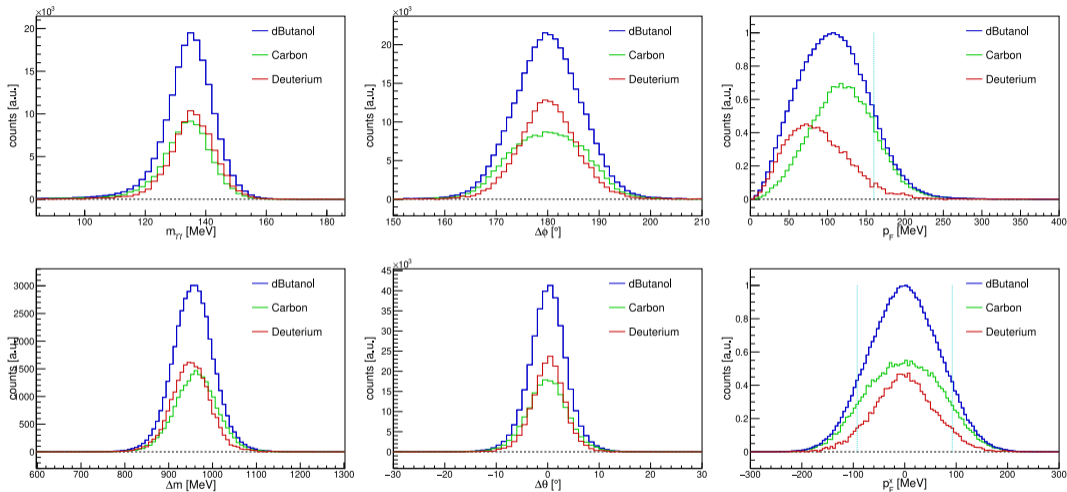 ×10³
counts [a.u.]
20
15
10
5
0
100 120 140 160 180
m_γγ [MeV]
dButanol
Carbon
Deuterium
×10³
counts [a.u.]
20
15
10
5
0
150 160 170 180 190 200 210
Δϕ [°]
dButanol
Carbon
Deuterium
counts [a.u.]
1
0.8
0.6
0.4
0.2
0
0 50 100 150 200 250 300 350 400
p_F [MeV]
dButanol
Carbon
Deuterium
counts [a.u.]
3000
2500
2000
1500
1000
500
0
600 700 800 900 1000 1100 1200 1300
Δm [MeV]
dButanol
Carbon
Deuterium
×10³
counts [a.u.]
45
40
35
30
25
20
15
10
5
0
−30 −20 −10 0 10 20 30
Δθ [°]
dButanol
Carbon
Deuterium
counts [a.u.]
1
0.8
0.6
0.4
0.2
0
−300 −200 −100 0 100 200 300
p_F^x [MeV]
dButanol
Carbon
Deuterium